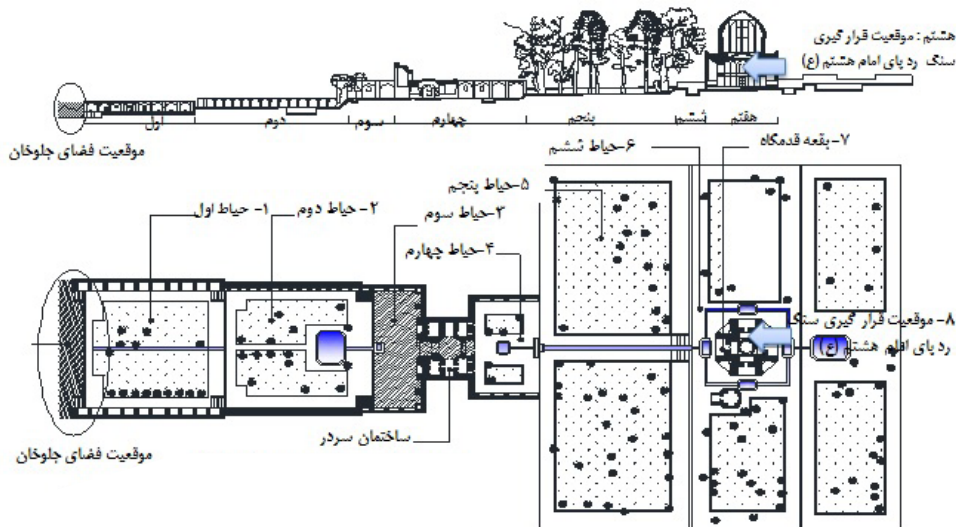 هشتم : موقعیت قرار گیری
سنگ رد پای امام هشتم (ع)
اول
دوم
سوم
چهارم
پنجم
ششم
هفتم
موقعیت فضای جلوخان
۷-بقعه قدمگاه
۶-حیاط ششم
۵-حیاط پنجم
۳-حیاط سوم
۲- حیاط دوم
۱- حیاط اول
۴-حیاط چهارم
۸- موقعیت قرار گیری سنگ
رد پای امام هشتم (ع)
ساختمان سردر
موقعیت فضای جلوخان